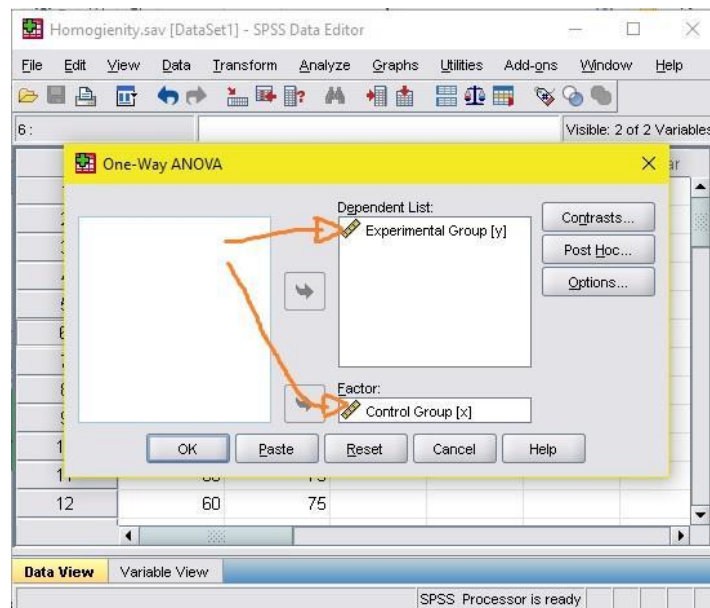 Homogienity.sav [DataSet1] - SPSS Data Editor
File Edit View Data Transform Analyze Graphs Utilities Add-ons Window Help
6 :
Visible: 2 of 2 Variables
One-Way ANOVA
ar
Dependent List:
Experimental Group [y]
Contrasts...
Post Hoc...
Options...
Factor:
Control Group [x]
OK Paste Reset Cancel Help
12 60 75
Data View Variable View
SPSS Processor is ready